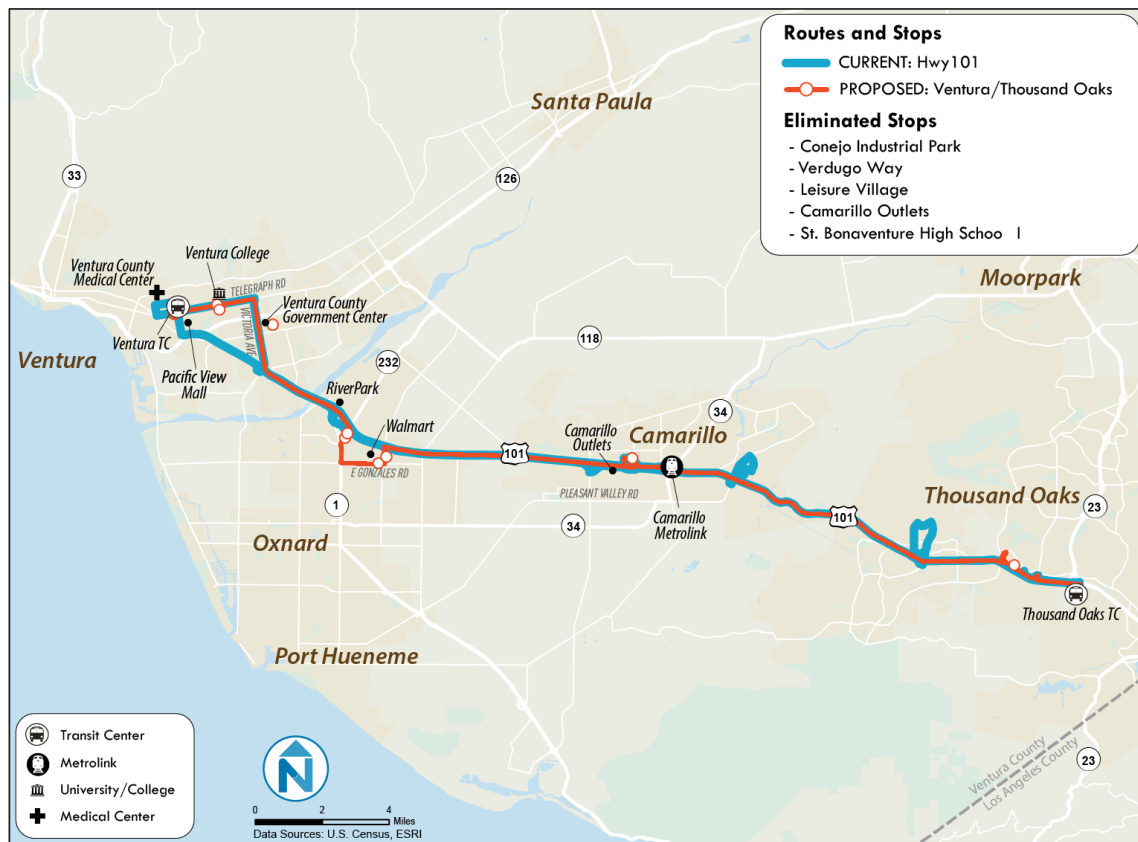 Routes and Stops
CURRENT: Hwy101
PROPOSED: Ventura/Thousand Oaks
Eliminated Stops
- Conejo Industrial Park
- Verdugo Way
- Leisure Village
- Camarillo Outlets
- St. Bonaventure High Schoo l
Santa Paula
33
126
Moorpark
Ventura College
Ventura County
Medical Center
TELEGRAPH RD
VICTORIA AVE
Ventura County
Government Center
Ventura TC
Ventura
Pacific View
Mall
118
232
RiverPark
34
Walmart
Camarillo
Outlets
Camarillo
101
E GONZALES RD
PLEASANT VALLEY RD
Thousand Oaks
1
34
Camarillo
Metrolink
101
23
Oxnard
Thousand Oaks TC
Port Hueneme
Transit Center
Metrolink
University/College
Medical Center
N
0 2 4
Miles
Data Sources: U.S. Census, ESRI
Ventura County
Los Angeles County
23